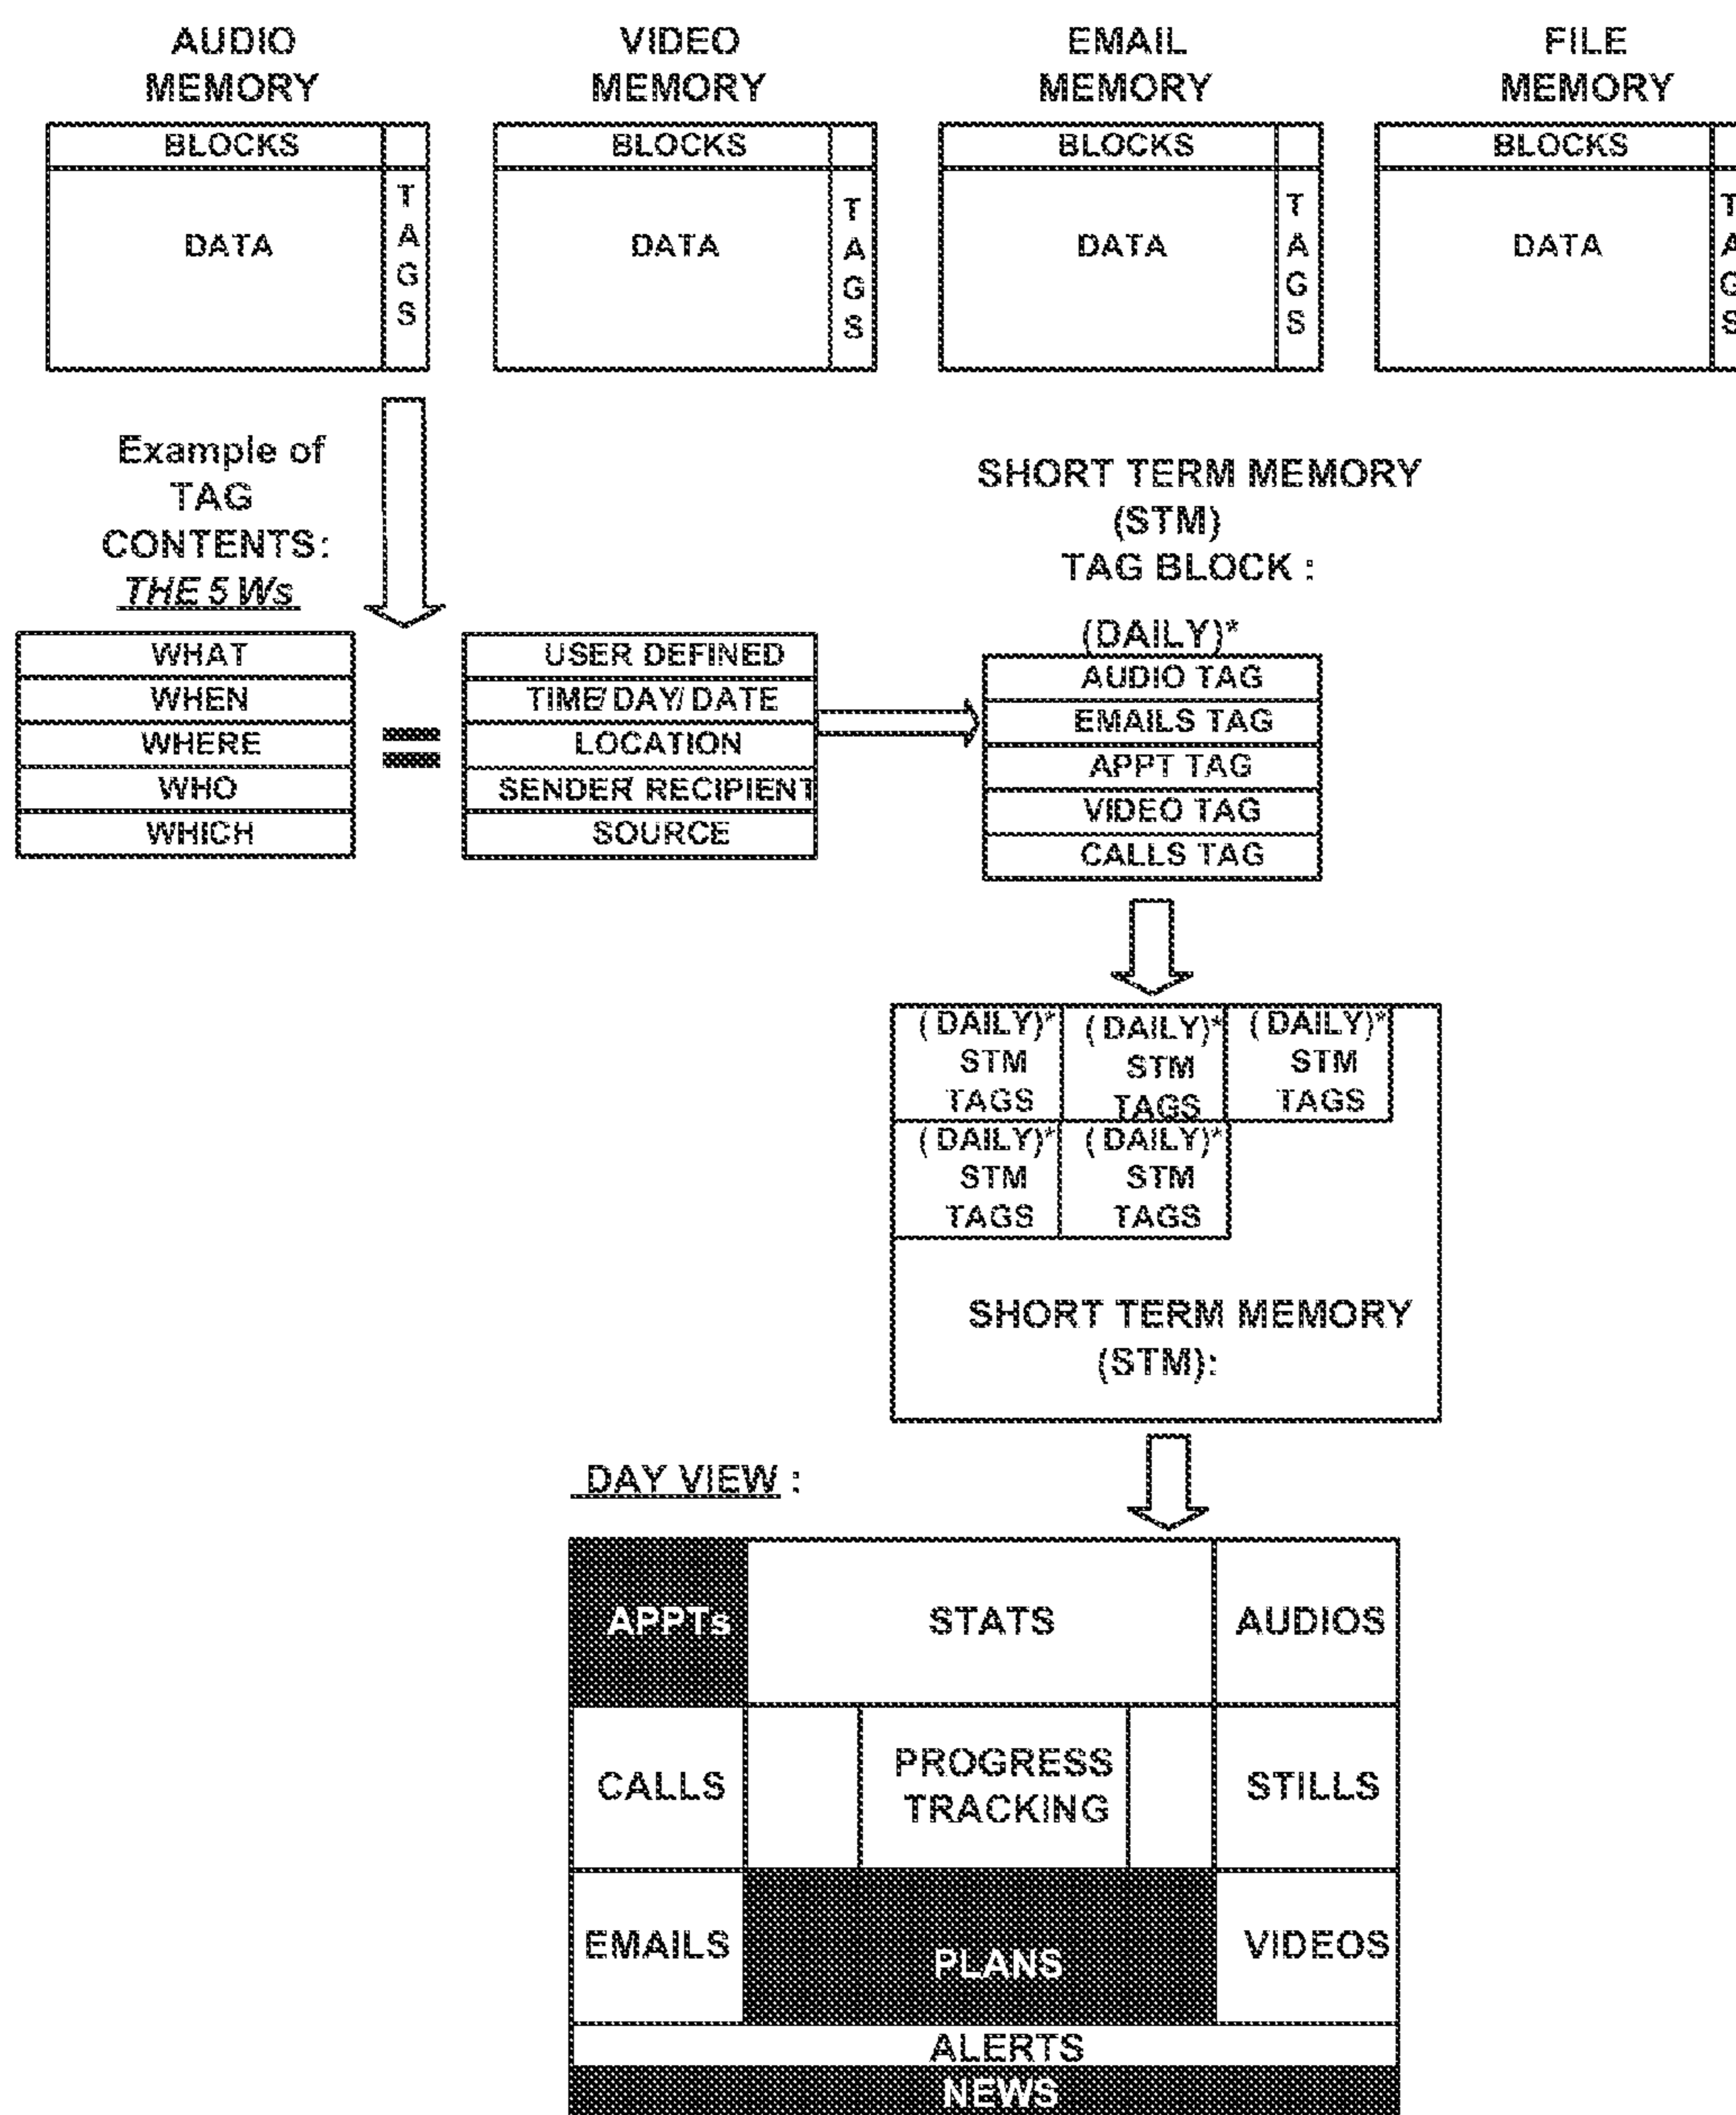 AUDIO
MEMORY
VIDEO
MEMORY
EMAIL
MEMORY
FILE
MEMORY
BLOCKS
DATA
TAGS
BLOCKS
DATA
TAGS
BLOCKS
DATA
TAGS
BLOCKS
DATA
TAGS
Example of
TAG
CONTENTS:
THE 5 Ws
WHAT
WHEN
WHERE
WHO
WHICH
=
USER DEFINED
TIME/ DAY/ DATE
LOCATION
SENDER/ RECIPIENT
SOURCE
SHORT TERM MEMORY
(STM)
TAG BLOCK :
(DAILY)*
AUDIO TAG
EMAILS TAG
APPT TAG
VIDEO TAG
CALLS TAG
( DAILY)*
STM
TAGS
( DAILY)*
STM
TAGS
( DAILY)*
STM
TAGS
( DAILY)*
STM
TAGS
( DAILY)*
STM
TAGS
SHORT TERM MEMORY
(STM):
DAY VIEW :
APPTs
STATS
AUDIOS
CALLS
PROGRESS
TRACKING
STILLS
EMAILS
PLANS
VIDEOS
ALERTS
NEWS